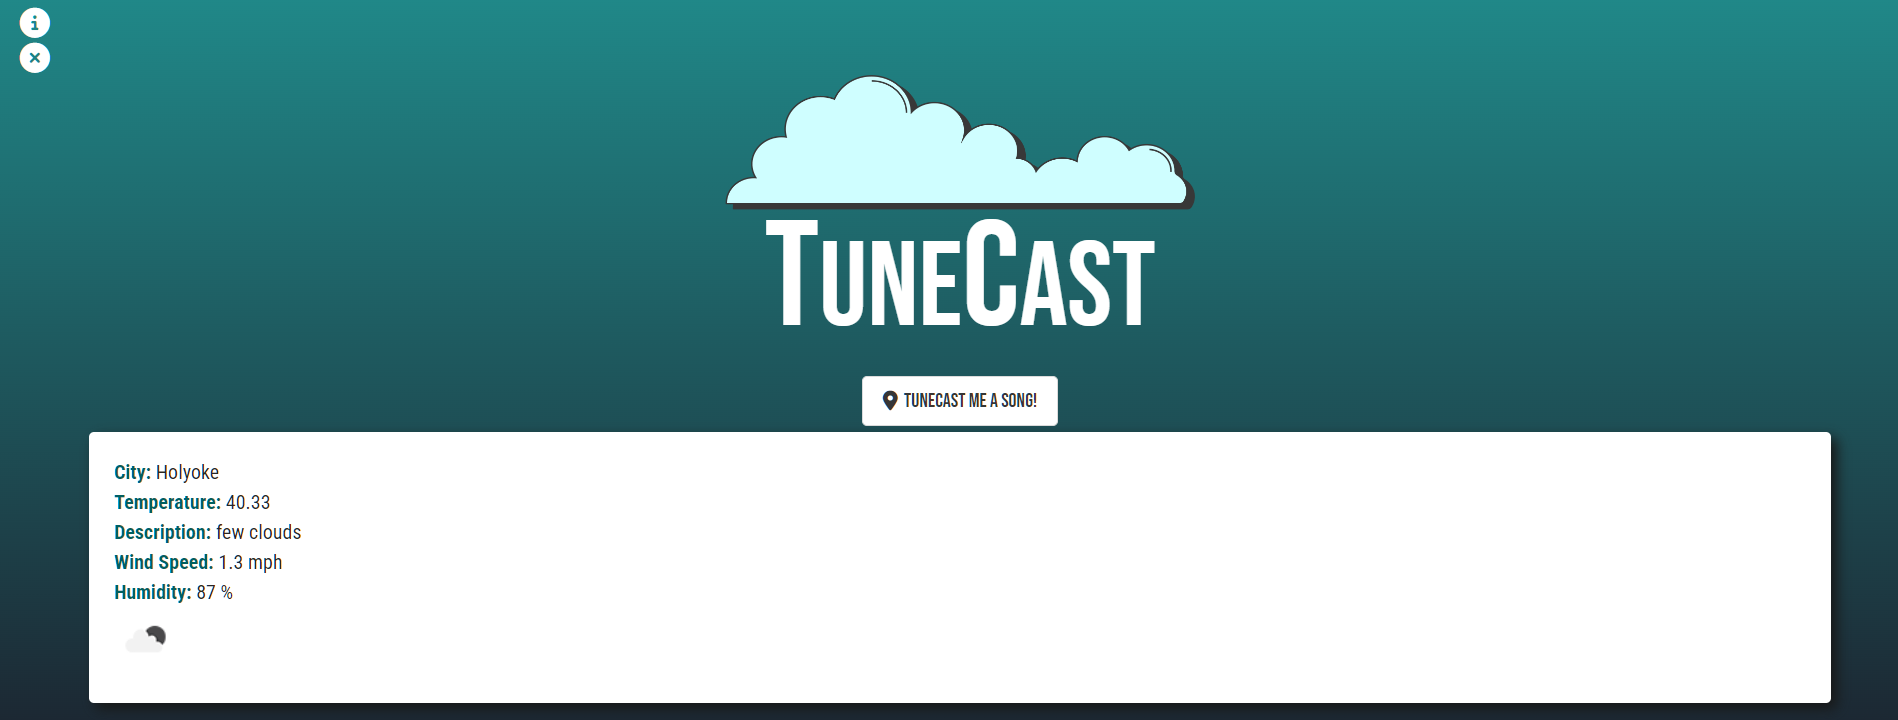 TUNECAST
TUNECAST ME A SONG!
City: Holyoke
Temperature: 40.33
Description: few clouds
Wind Speed: 1.3 mph
Humidity: 87 %